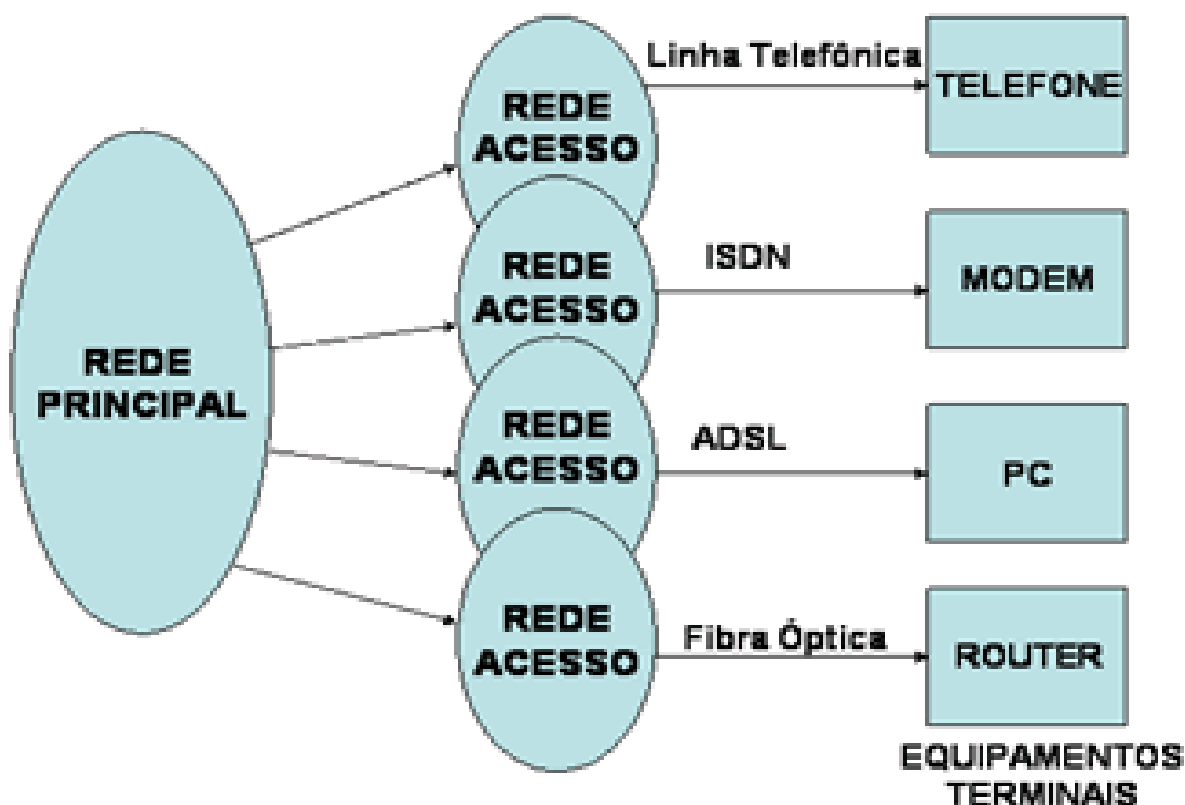 REDE
PRINCIPAL
REDE
ACESSO
Linha Telefônica
TELEFONE
REDE
ACESSO
ISDN
MODEM
REDE
ACESSO
ADSL
PC
REDE
ACESSO
Fibra Óptica
ROUTER
EQUIPAMENTOS
TERMINAIS